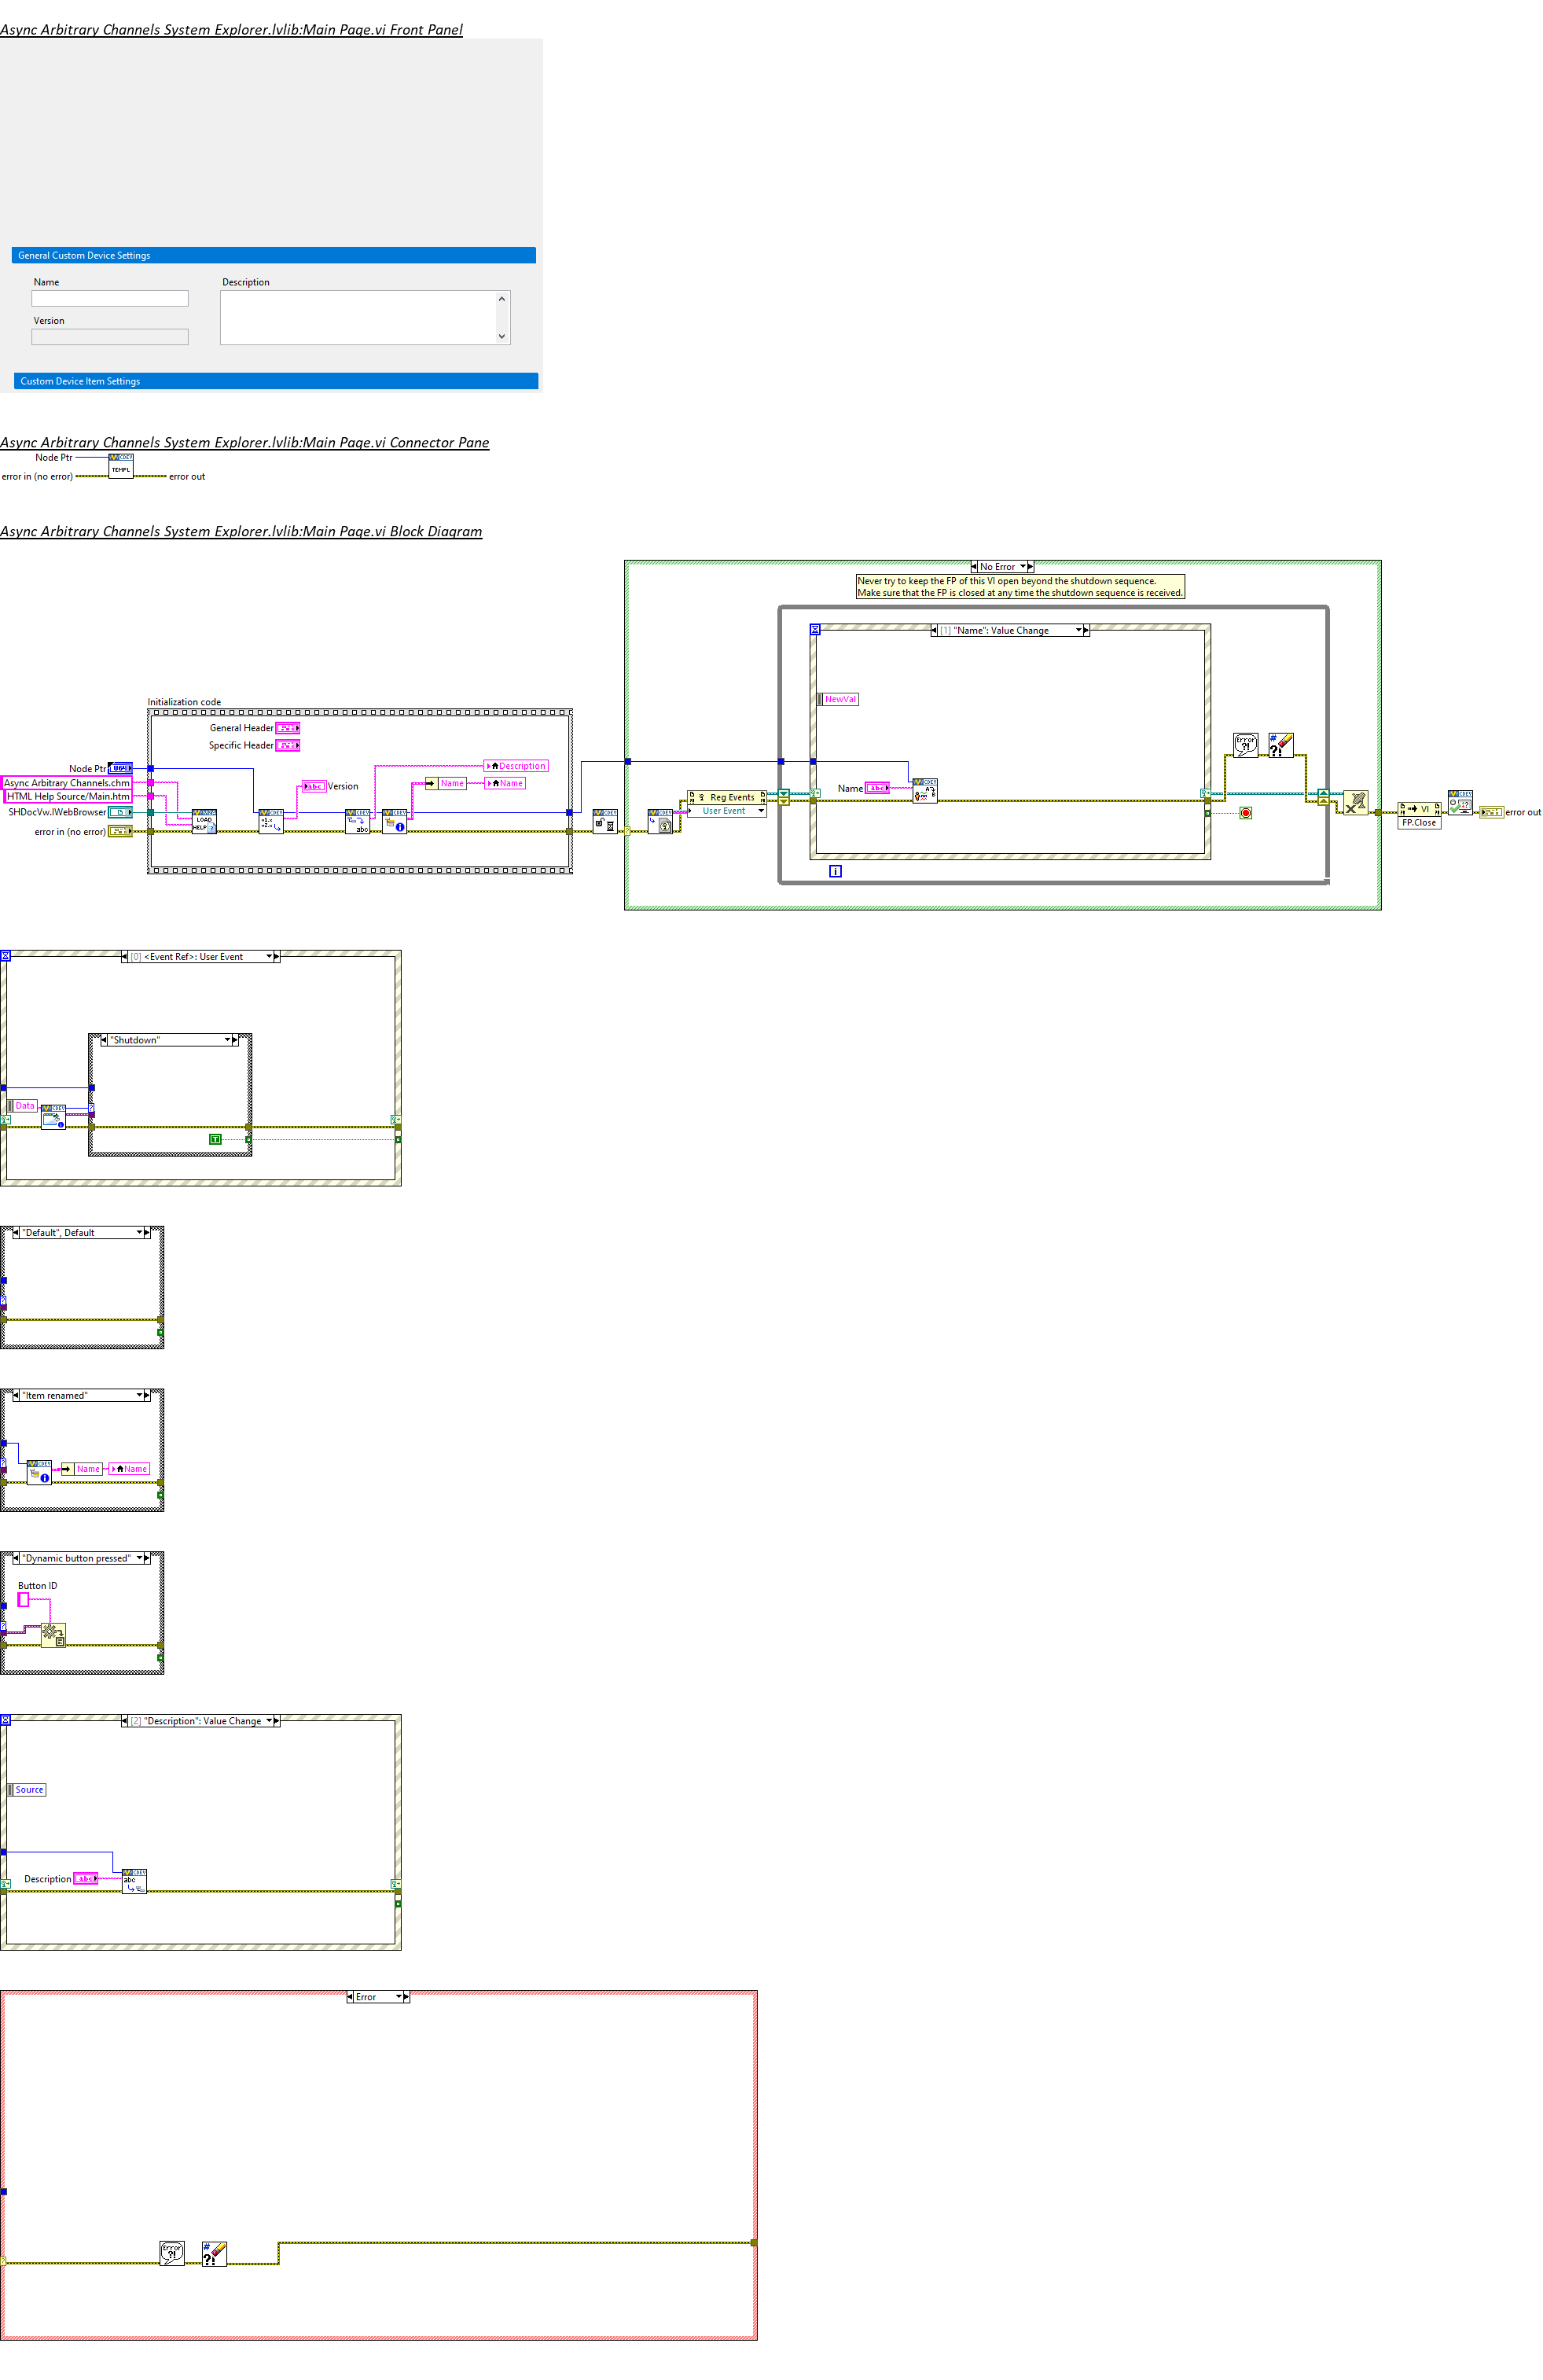 Async Arbitrary Channels System Explorer.lvlib:Main Page.vi Front Panel
General Custom Device Settings
Name
Description
Version
Custom Device Item Settings
Async Arbitrary Channels System Explorer.lvlib:Main Page.vi Connector Pane
Node Ptr
TEMPL
error in (no error)
error out
Async Arbitrary Channels System Explorer.lvlib:Main Page.vi Block Diagram
No Error
Never try to keep the FP of this VI open beyond the shutdown sequence.
Make sure that the FP is closed at any time the shutdown sequence is received.
[1] "Name": Value Change
NewVal
Initialization code
General Header
Specific Header
Node Ptr
Description
Async Arbitrary Channels.chm
Version
Name
Name
HTML Help Source/Main.htm
Name
SHDocVw.IWebBrowser
LOAD
HELP
abc
Reg Events
User Event
error in (no error)
Error
VI
FP.Close
error out
i
[0] <Event Ref>: User Event
"Shutdown"
Data
T
"Default", Default
"Item renamed"
Name
Name
"Dynamic button pressed"
Button ID
[2] "Description": Value Change
Source
Description
abc
Error
Error